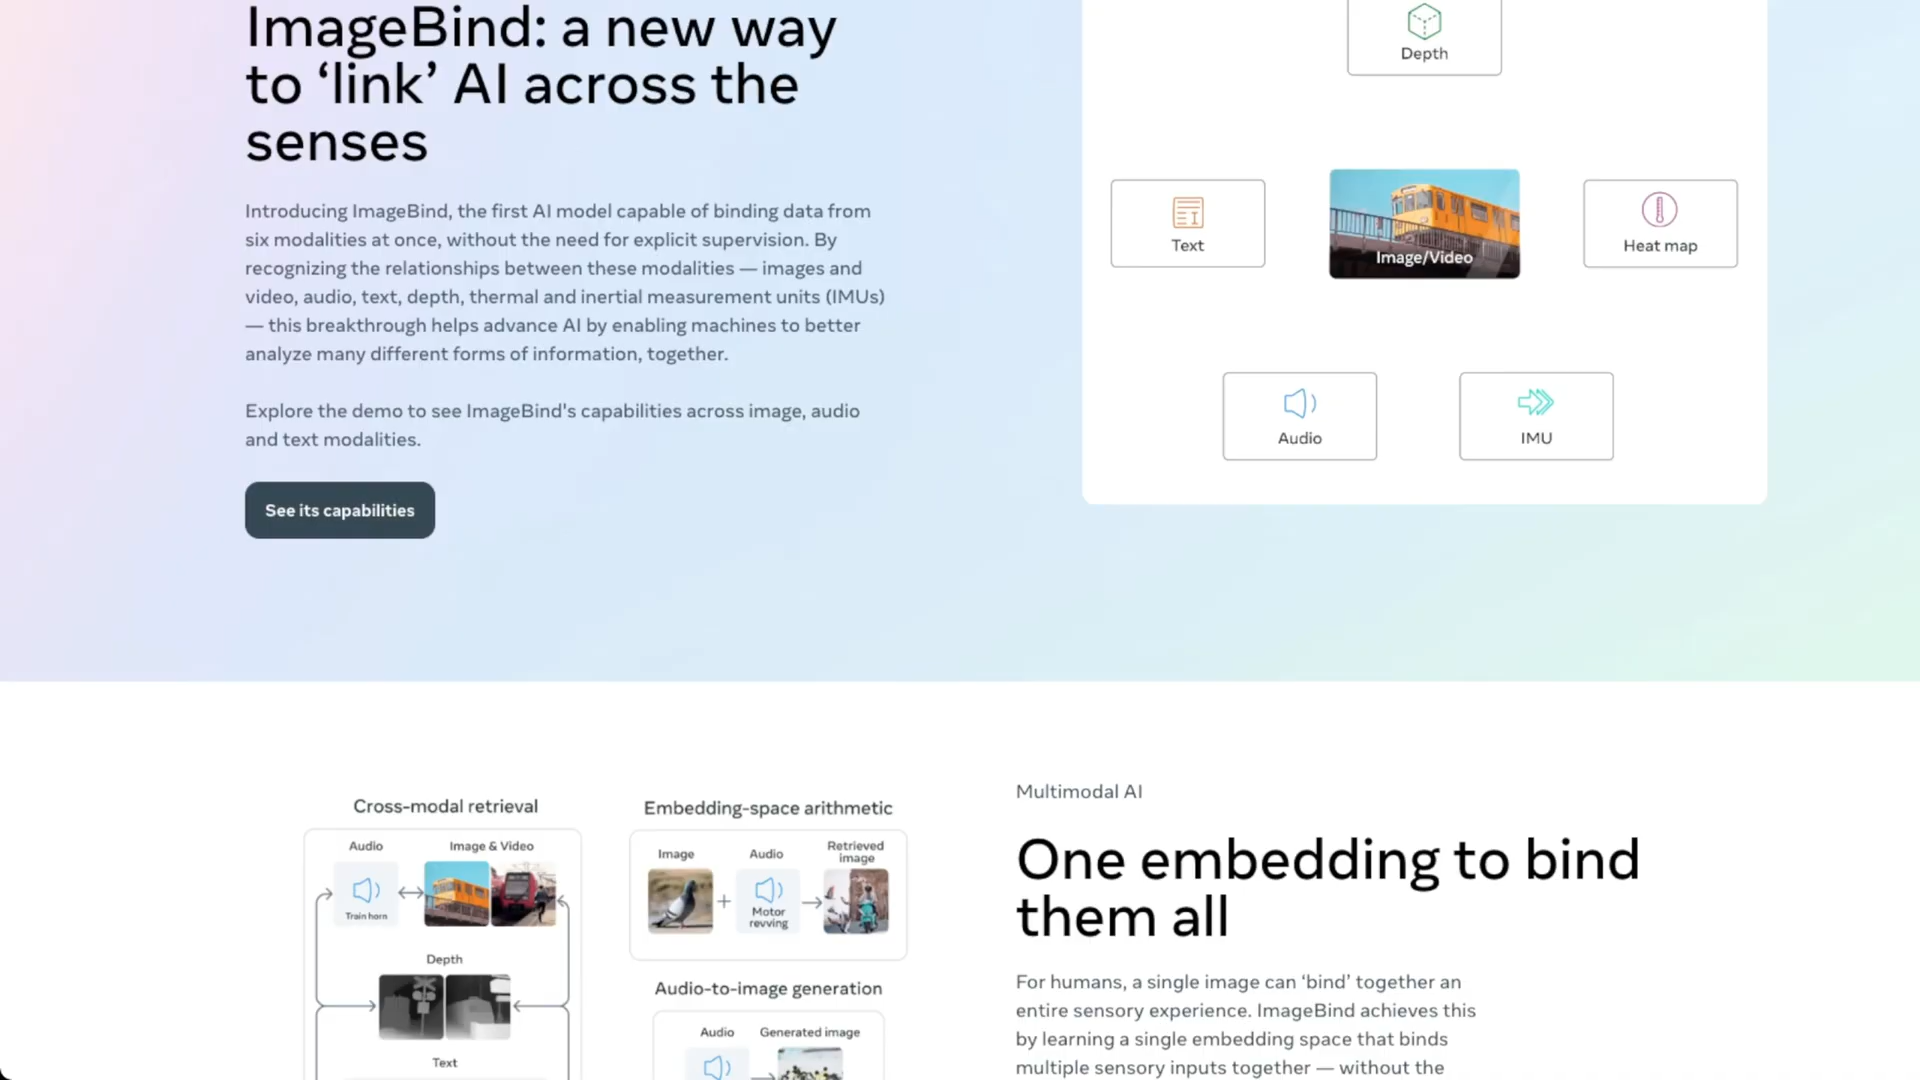 ImageBind: a new way
to ‘link’ AI across the
senses
Introducing ImageBind, the first AI model capable of binding data from
six modalities at once, without the need for explicit supervision. By
recognizing the relationships between these modalities — images and
video, audio, text, depth, thermal and inertial measurement units (IMUs)
— this breakthrough helps advance AI by enabling machines to better
analyze many different forms of information, together.
Explore the demo to see ImageBind's capabilities across image, audio
and text modalities.
See its capabilities
Depth
Text
Image/Video
Heat map
Audio
IMU
Cross-modal retrieval
Audio
Image & Video
Train horn
Depth
Text
Embedding-space arithmetic
Image
Audio
Retrieved
image
Motor
revving
Audio-to-image generation
Audio
Generated image
Multimodal AI
One embedding to bind
them all
For humans, a single image can ‘bind’ together an
entire sensory experience. ImageBind achieves this
by learning a single embedding space that binds
multiple sensory inputs together — without the